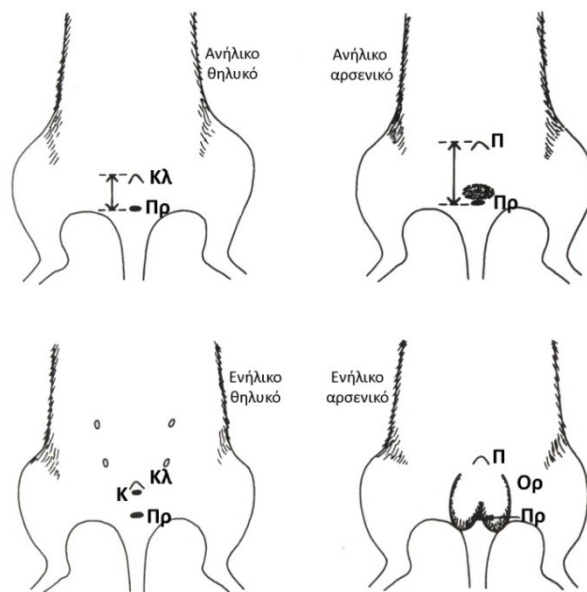 Ανήλικο
θηλυκό
Κλ
Πρ
Ανήλικο
αρσενικό
Π
Πρ
Ενήλικο
θηλυκό
Κλ
Κ
Πρ
Ενήλικο
αρσενικό
Π
Ορ
Πρ